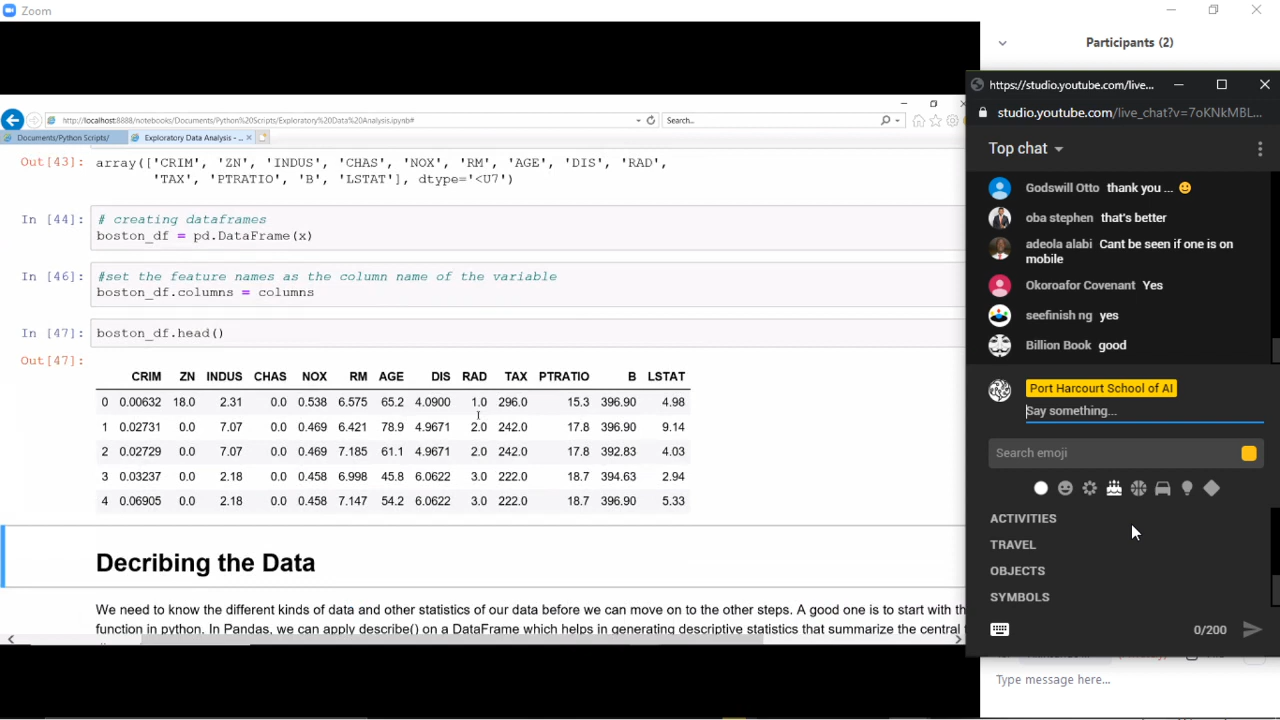 Zoom
Participants (2)
http://localhost:8888/notebooks/Documents/Python%20Scripts/Exploratory%20Data%20Analysis.ipynb#
Search...
Documents/Python Scripts/
Exploratory Data Analysis - ...
Out[43]: array(['CRIM', 'ZN', 'INDUS', 'CHAS', 'NOX', 'RM', 'AGE', 'DIS', 'RAD',
'TAX', 'PTRATIO', 'B', 'LSTAT'], dtype='<U7')
In [44]: # creating dataframes
boston_df = pd.DataFrame(x)
In [46]: #set the feature names as the column name of the variable
boston_df.columns = columns
In [47]: boston_df.head()
Out[47]:
CRIM ZN INDUS CHAS NOX RM AGE DIS RAD TAX PTRATIO B LSTAT
0 0.00632 18.0 2.31 0.0 0.538 6.575 65.2 4.0900 1.0 296.0 15.3 396.90 4.98
1 0.02731 0.0 7.07 0.0 0.469 6.421 78.9 4.9671 2.0 242.0 17.8 396.90 9.14
2 0.02729 0.0 7.07 0.0 0.469 7.185 61.1 4.9671 2.0 242.0 17.8 392.83 4.03
3 0.03237 0.0 2.18 0.0 0.458 6.998 45.8 6.0622 3.0 222.0 18.7 394.63 2.94
4 0.06905 0.0 2.18 0.0 0.458 7.147 54.2 6.0622 3.0 222.0 18.7 396.90 5.33
Decribing the Data
We need to know the different kinds of data and other statistics of our data before we can move on to the other steps. A good one is to start with th
function in python. In Pandas, we can apply describe() on a DataFrame which helps in generating descriptive statistics that summarize the central t
https://studio.youtube.com/live...
studio.youtube.com/live_chat?v=7oKNkMBL...
Top chat
Godswill Otto thank you ...
oba stephen that's better
adeola alabi Cant be seen if one is on
mobile
Okoroafor Covenant Yes
seefinish ng yes
Billion Book good
Port Harcourt School of AI
Say something...
Search emoji
ACTIVITIES
TRAVEL
OBJECTS
SYMBOLS
0/200
Type message here...